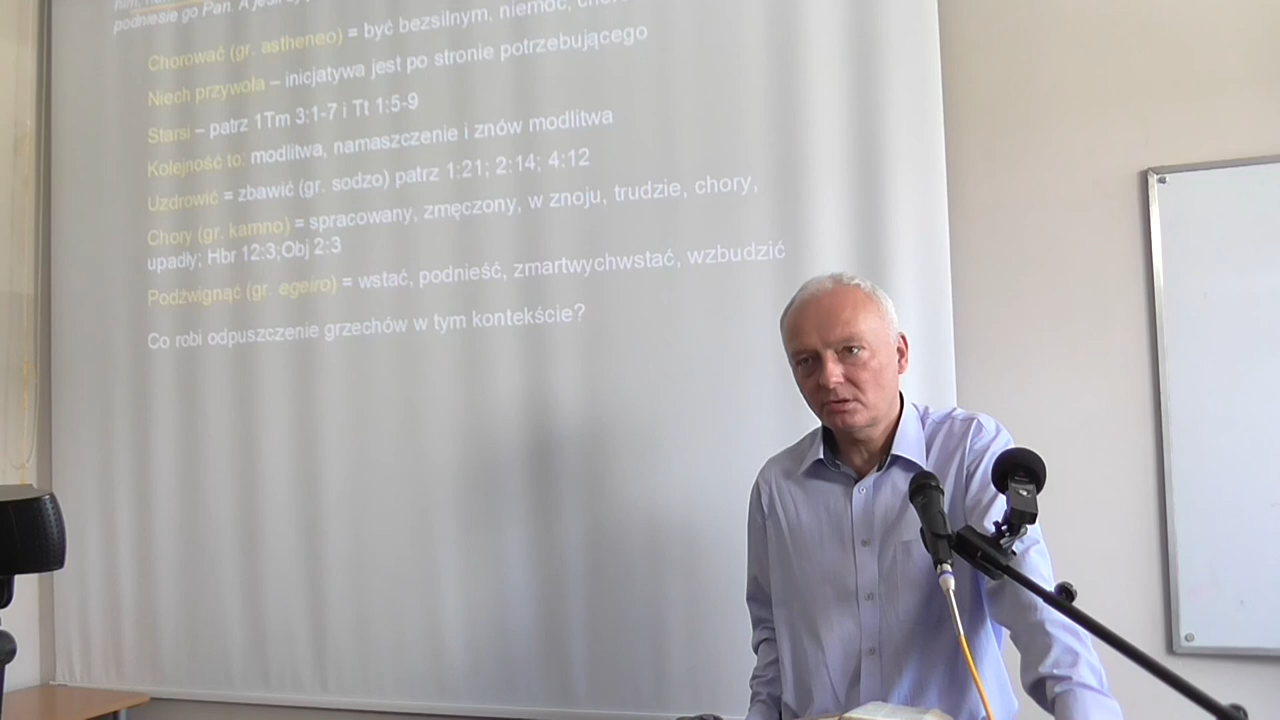 podniesie go Pan. A jeśli
Chorować (gr. astheneo) = być bezsilnym, niemoc,
Niech przywoła – inicjatywa jest po stronie potrzebującego
Starsi – patrz 1Tm 3:1-7 i Tt 1:5-9
Kolejność to: modlitwa, namaszczenie i znów modlitwa
Uzdrowić = zbawić (gr. sodzo) patrz 1:21; 2:14; 4:12
Chory (gr. kamno) = spracowany, zmęczony, w znoju, trudzie, chory,
upadły; Hbr 12:3;Obj 2:3
Podźwignąć (gr. egeiro) = wstać, podnieść, zmartwychwstać, wzbudzić
Co robi odpuszczenie grzechów w tym kontekście?